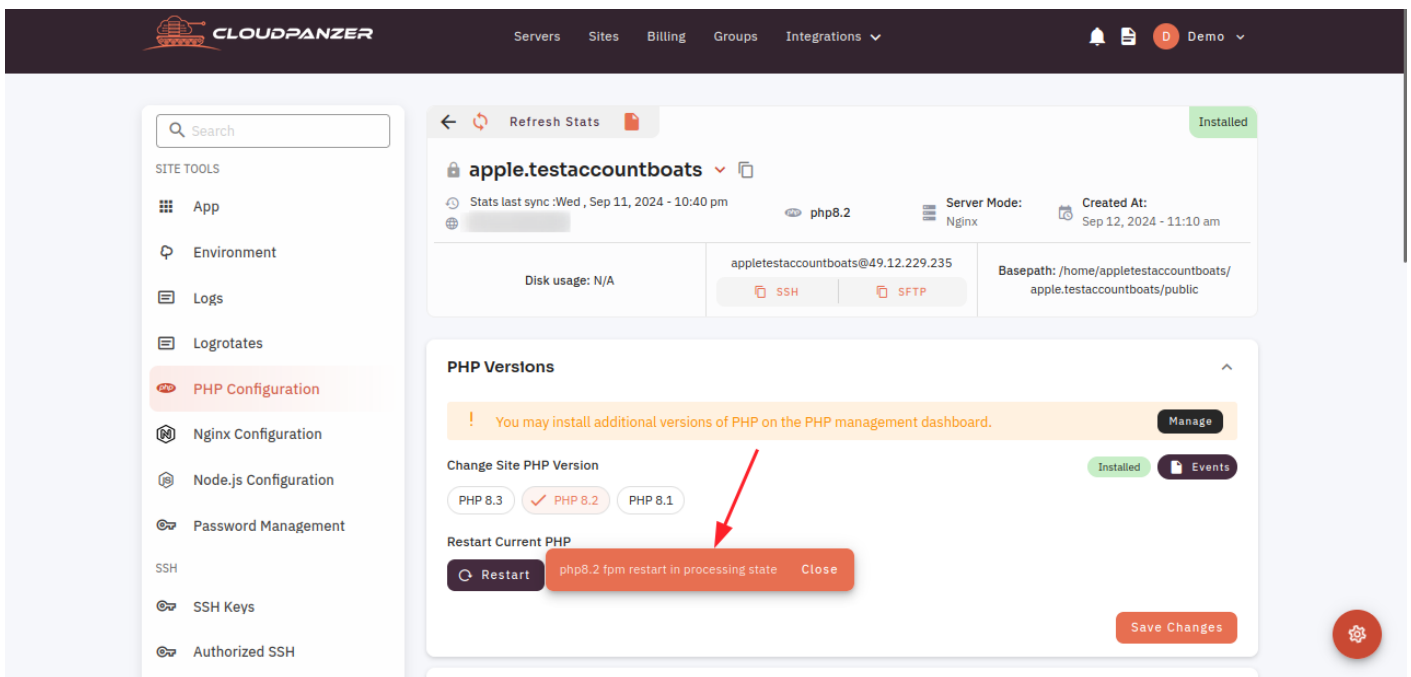 CLOUDPANZER
Servers Sites Billing Groups Integrations
D Demo
Search
SITE TOOLS
App
Environment
Logs
Logrotates
php PHP Configuration
Nginx Configuration
Node.js Configuration
Password Management
SSH
SSH Keys
Authorized SSH
Refresh Stats
Installed
apple.testaccountboats
Stats last sync :Wed , Sep 11, 2024 - 10:40 pm
php php8.2
Server Mode:
Nginx
Created At:
Sep 12, 2024 - 11:10 am
Disk usage: N/A
appletestaccountboats@49.12.229.235
SSH SFTP
Basepath: /home/appletestaccountboats/
apple.testaccountboats/public
PHP Versions
! You may install additional versions of PHP on the PHP management dashboard.
Manage
Change Site PHP Version
Installed Events
PHP 8.3 PHP 8.2 PHP 8.1
Restart Current PHP
Restart
php8.2 fpm restart in processing state Close
Save Changes